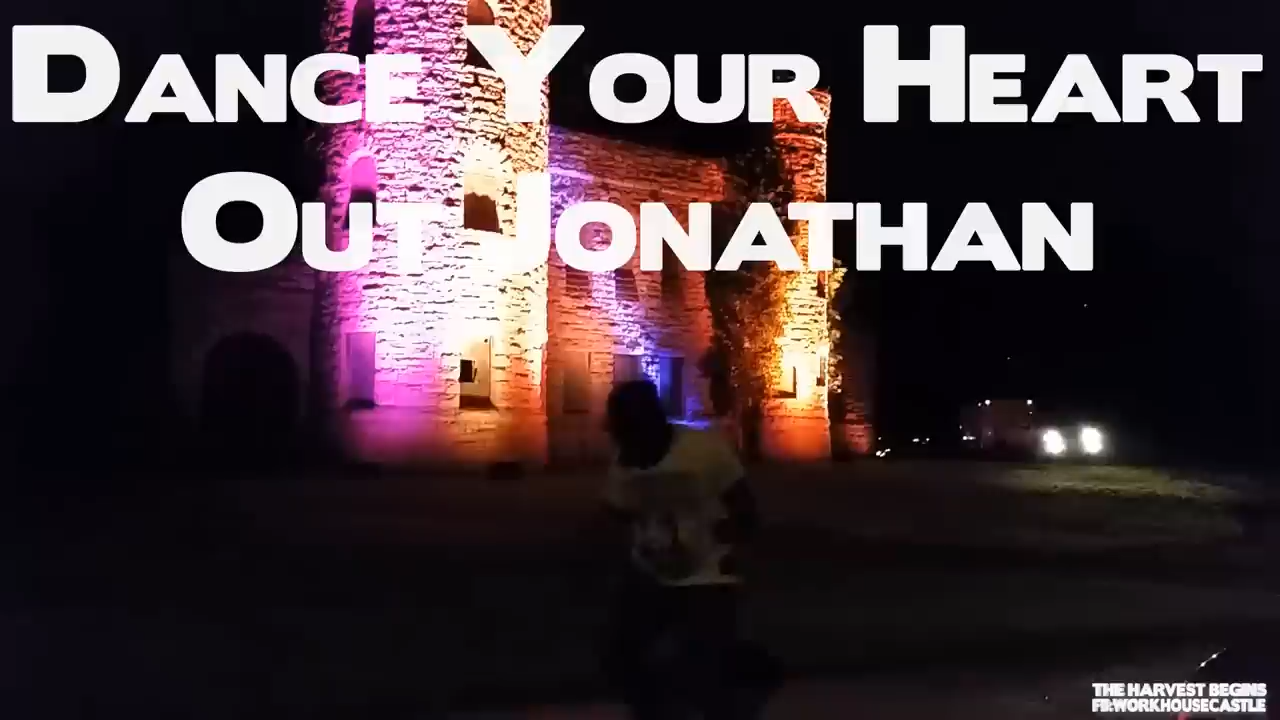 Dance Your Heart
Out Jonathan
THE HARVEST BEGINS
FB:WORKHOUSECASTLE